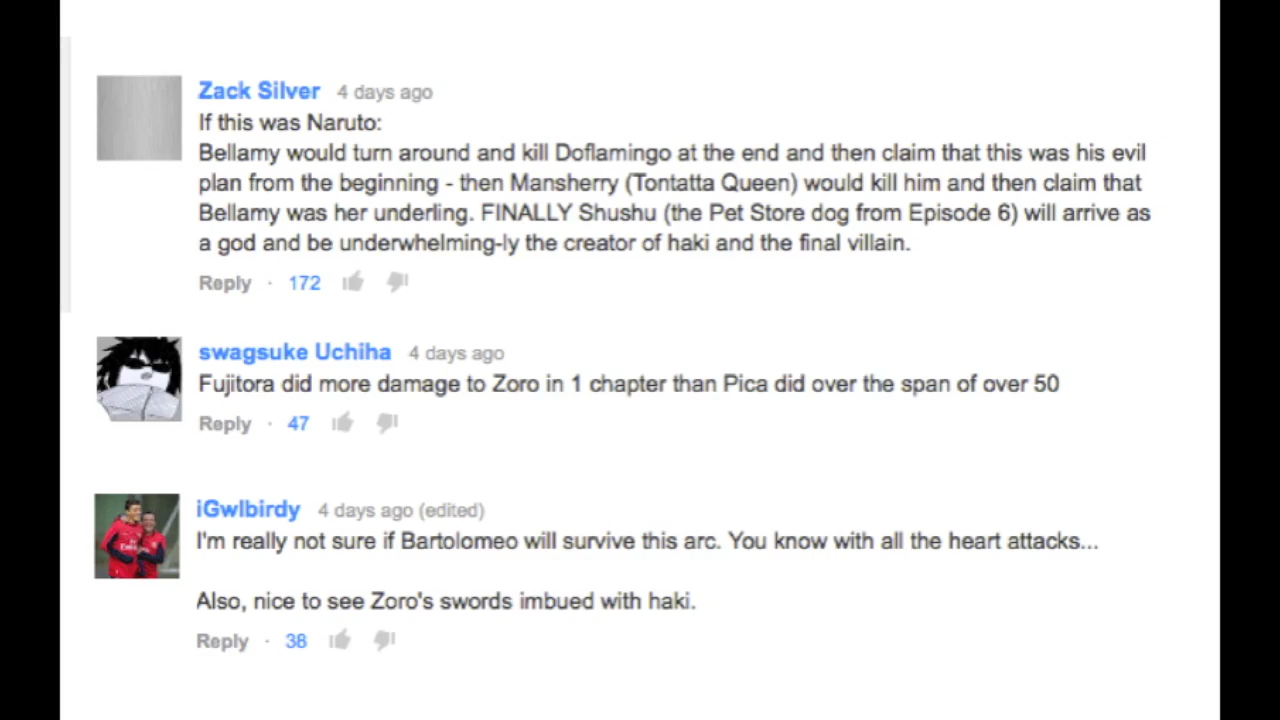 Zack Silver 4 days ago
If this was Naruto:
Bellamy would turn around and kill Doflamingo at the end and then claim that this was his evil
plan from the beginning - then Mansherry (Tontatta Queen) would kill him and then claim that
Bellamy was her underling. FINALLY Shushu (the Pet Store dog from Episode 6) will arrive as
a god and be underwhelming-ly the creator of haki and the final villain.
Reply · 172
swagsuke Uchiha 4 days ago
Fujitora did more damage to Zoro in 1 chapter than Pica did over the span of over 50
Reply · 47
iGwlbirdy 4 days ago (edited)
I'm really not sure if Bartolomeo will survive this arc. You know with all the heart attacks...
Also, nice to see Zoro's swords imbued with haki.
Reply · 38